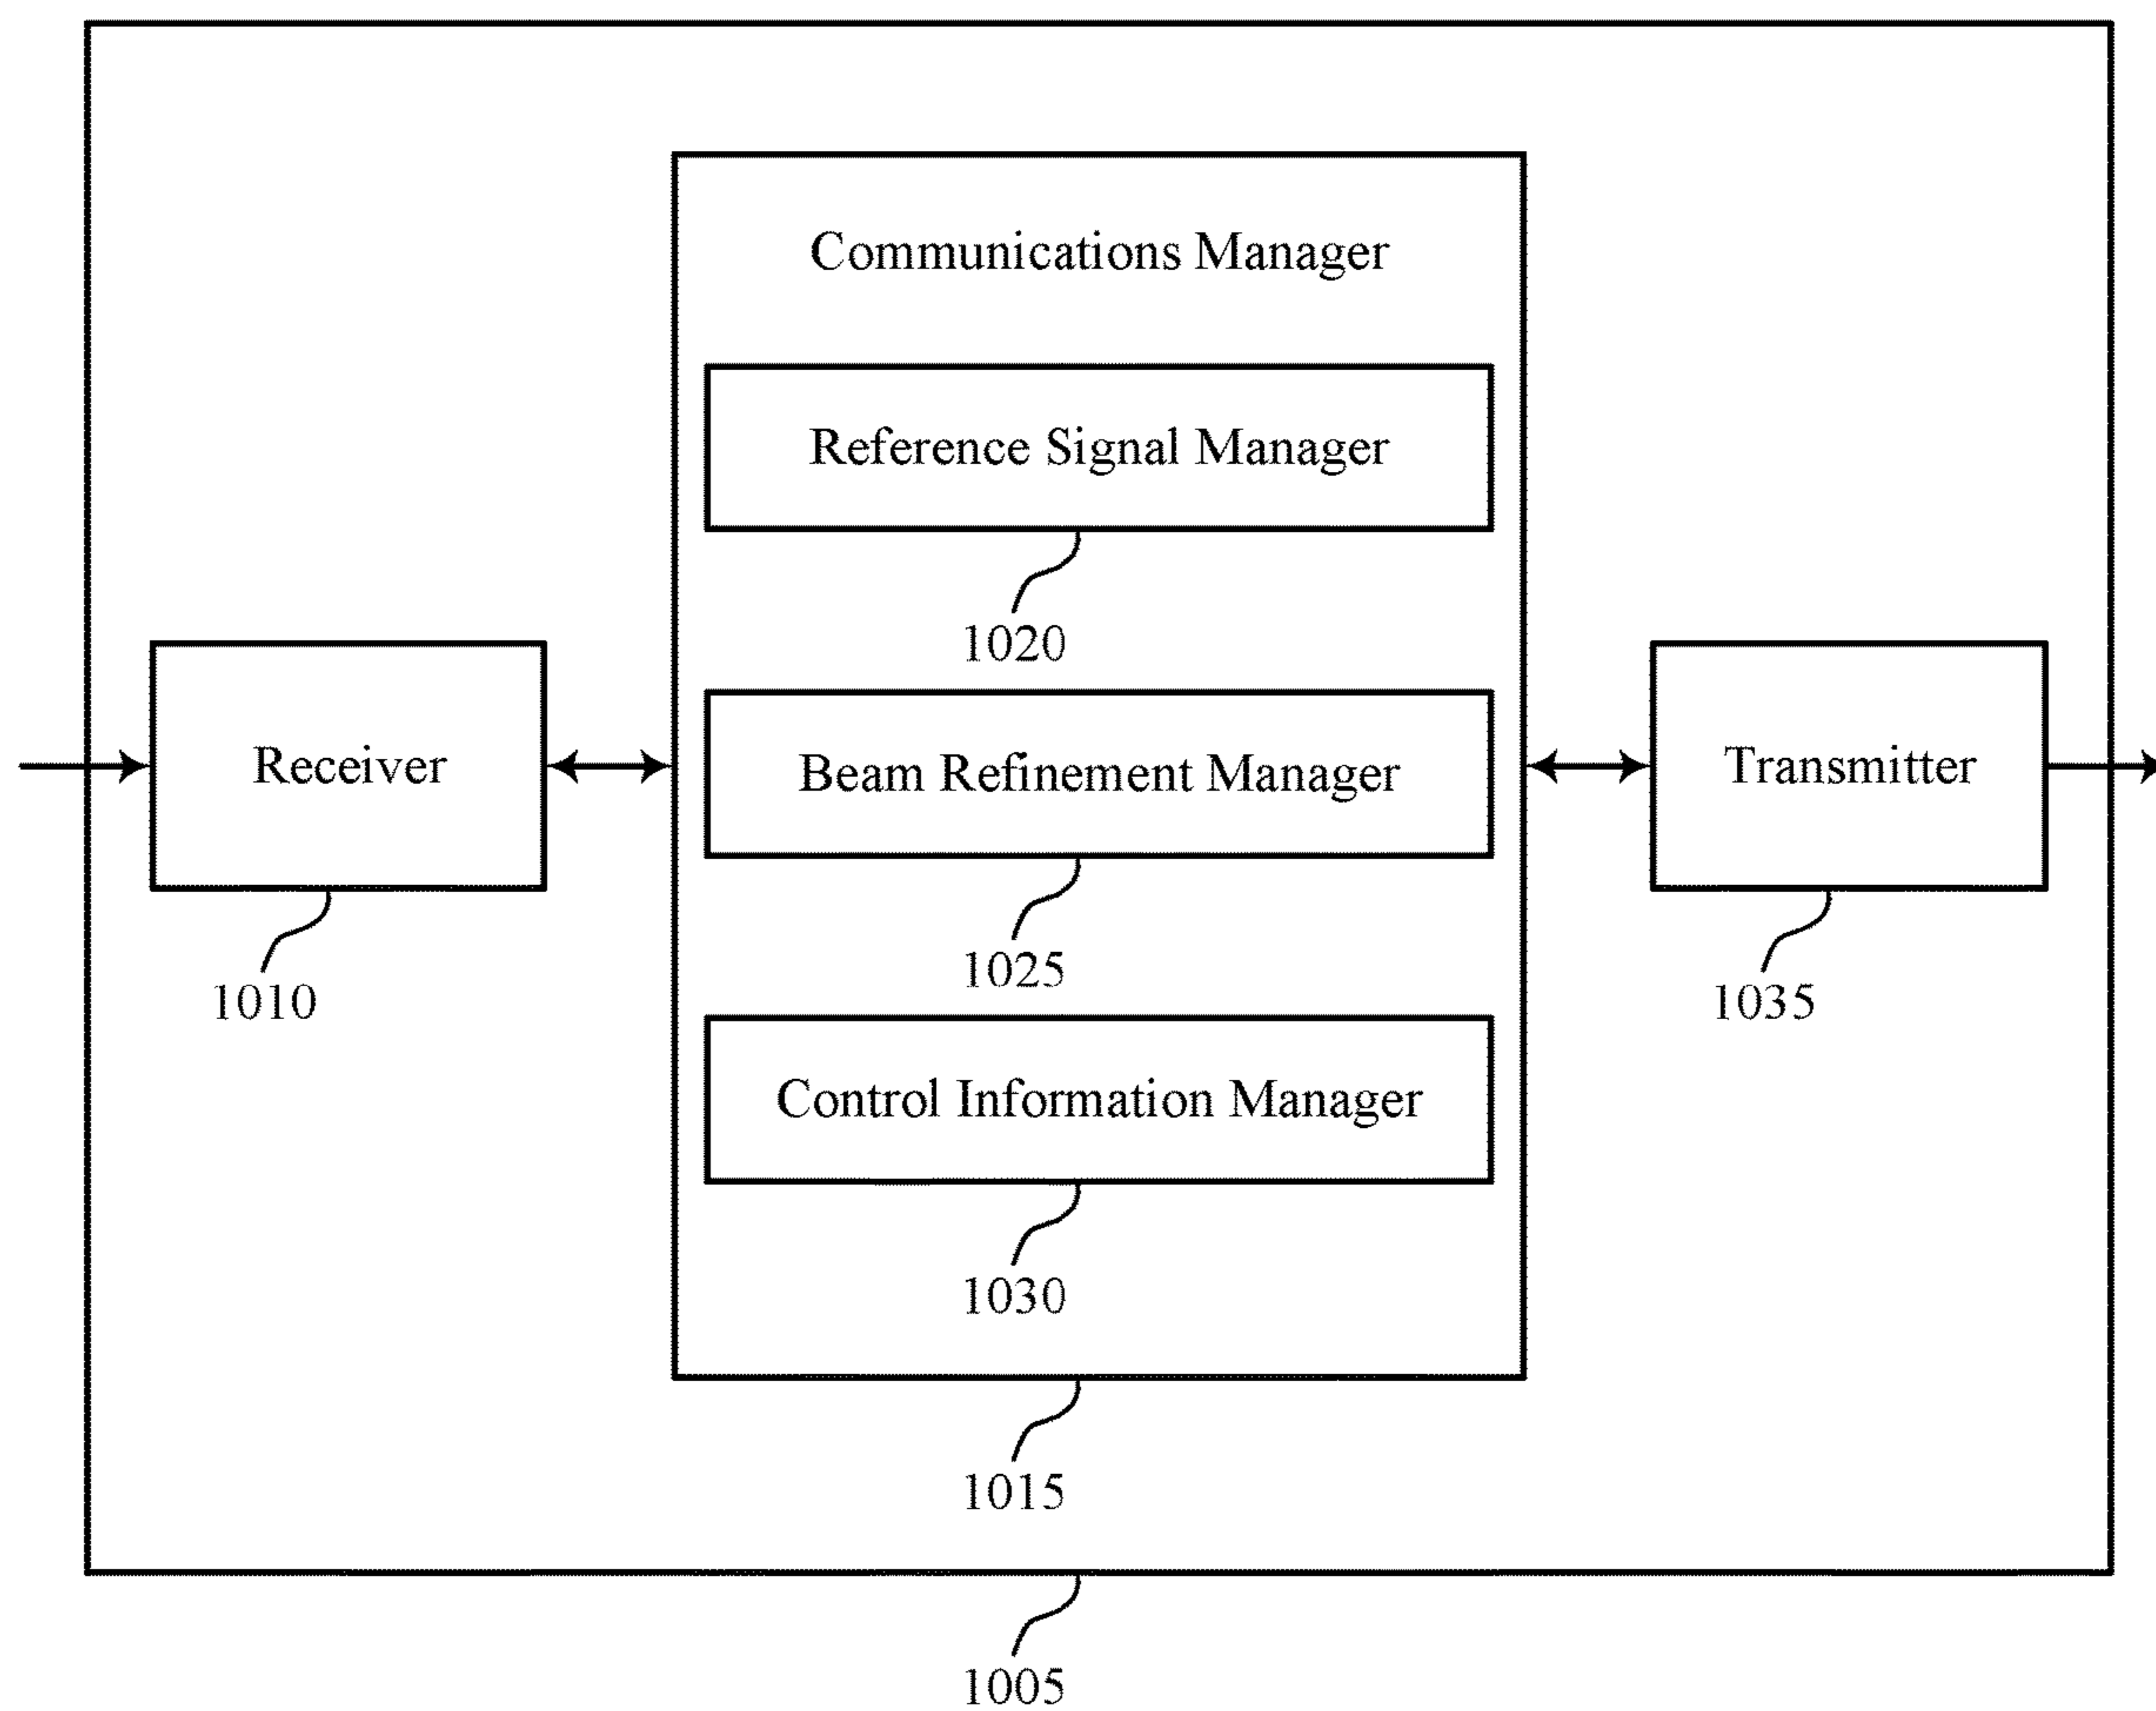 Communications Manager
Reference Signal Manager
1020
Receiver
Beam Refinement Manager
Transmitter
1025
1010
1035
Control Information Manager
1030
1015
1005